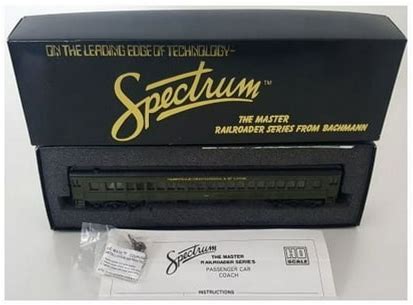 ON THE LEADING EDGE OF TECHNOLOGY-
Spectrum™
THE MASTER
RAILROADER SERIES FROM BACHMANN
Spectrum
THE MASTER
RAILROADER SERIES
HO
SCALE
PASSENGER CAR
COACH
INSTRUCTIONS